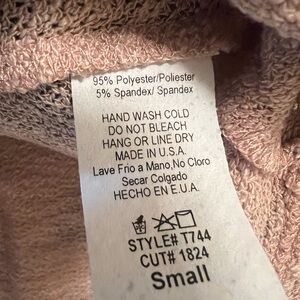 95% Polyester/Poliester
5% Spandex/ Spandex
HAND WASH COLD
DO NOT BLEACH
HANG OR LINE DRY
MADE IN U.S.A.
Lave Frio a Mano,No Cloro
Secar Colgado
HECHO EN E.U.A.
STYLE# T744
CUT# 1824
Small